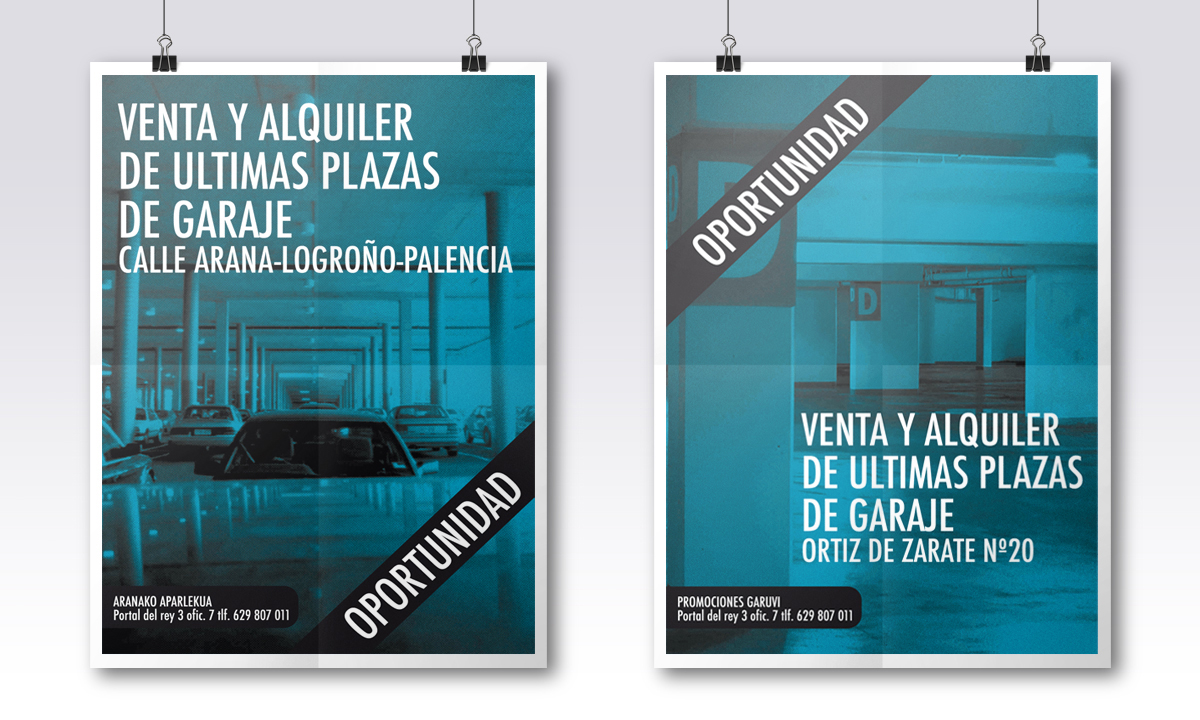 VENTA Y ALQUILER
DE ULTIMAS PLAZAS
DE GARAJE
CALLE ARANA-LOGROÑO-PALENCIA
OPORTUNIDAD
ARANAKO APARLEKUA
Portal del rey 3 ofic. 7 tlf. 629 807 011
OPORTUNIDAD
D
D
VENTA Y ALQUILER
DE ULTIMAS PLAZAS
DE GARAJE
ORTIZ DE ZARATE Nº20
PROMOCIONES GARUVI
Portal del rey 3 ofic. 7 tlf. 629 807 011